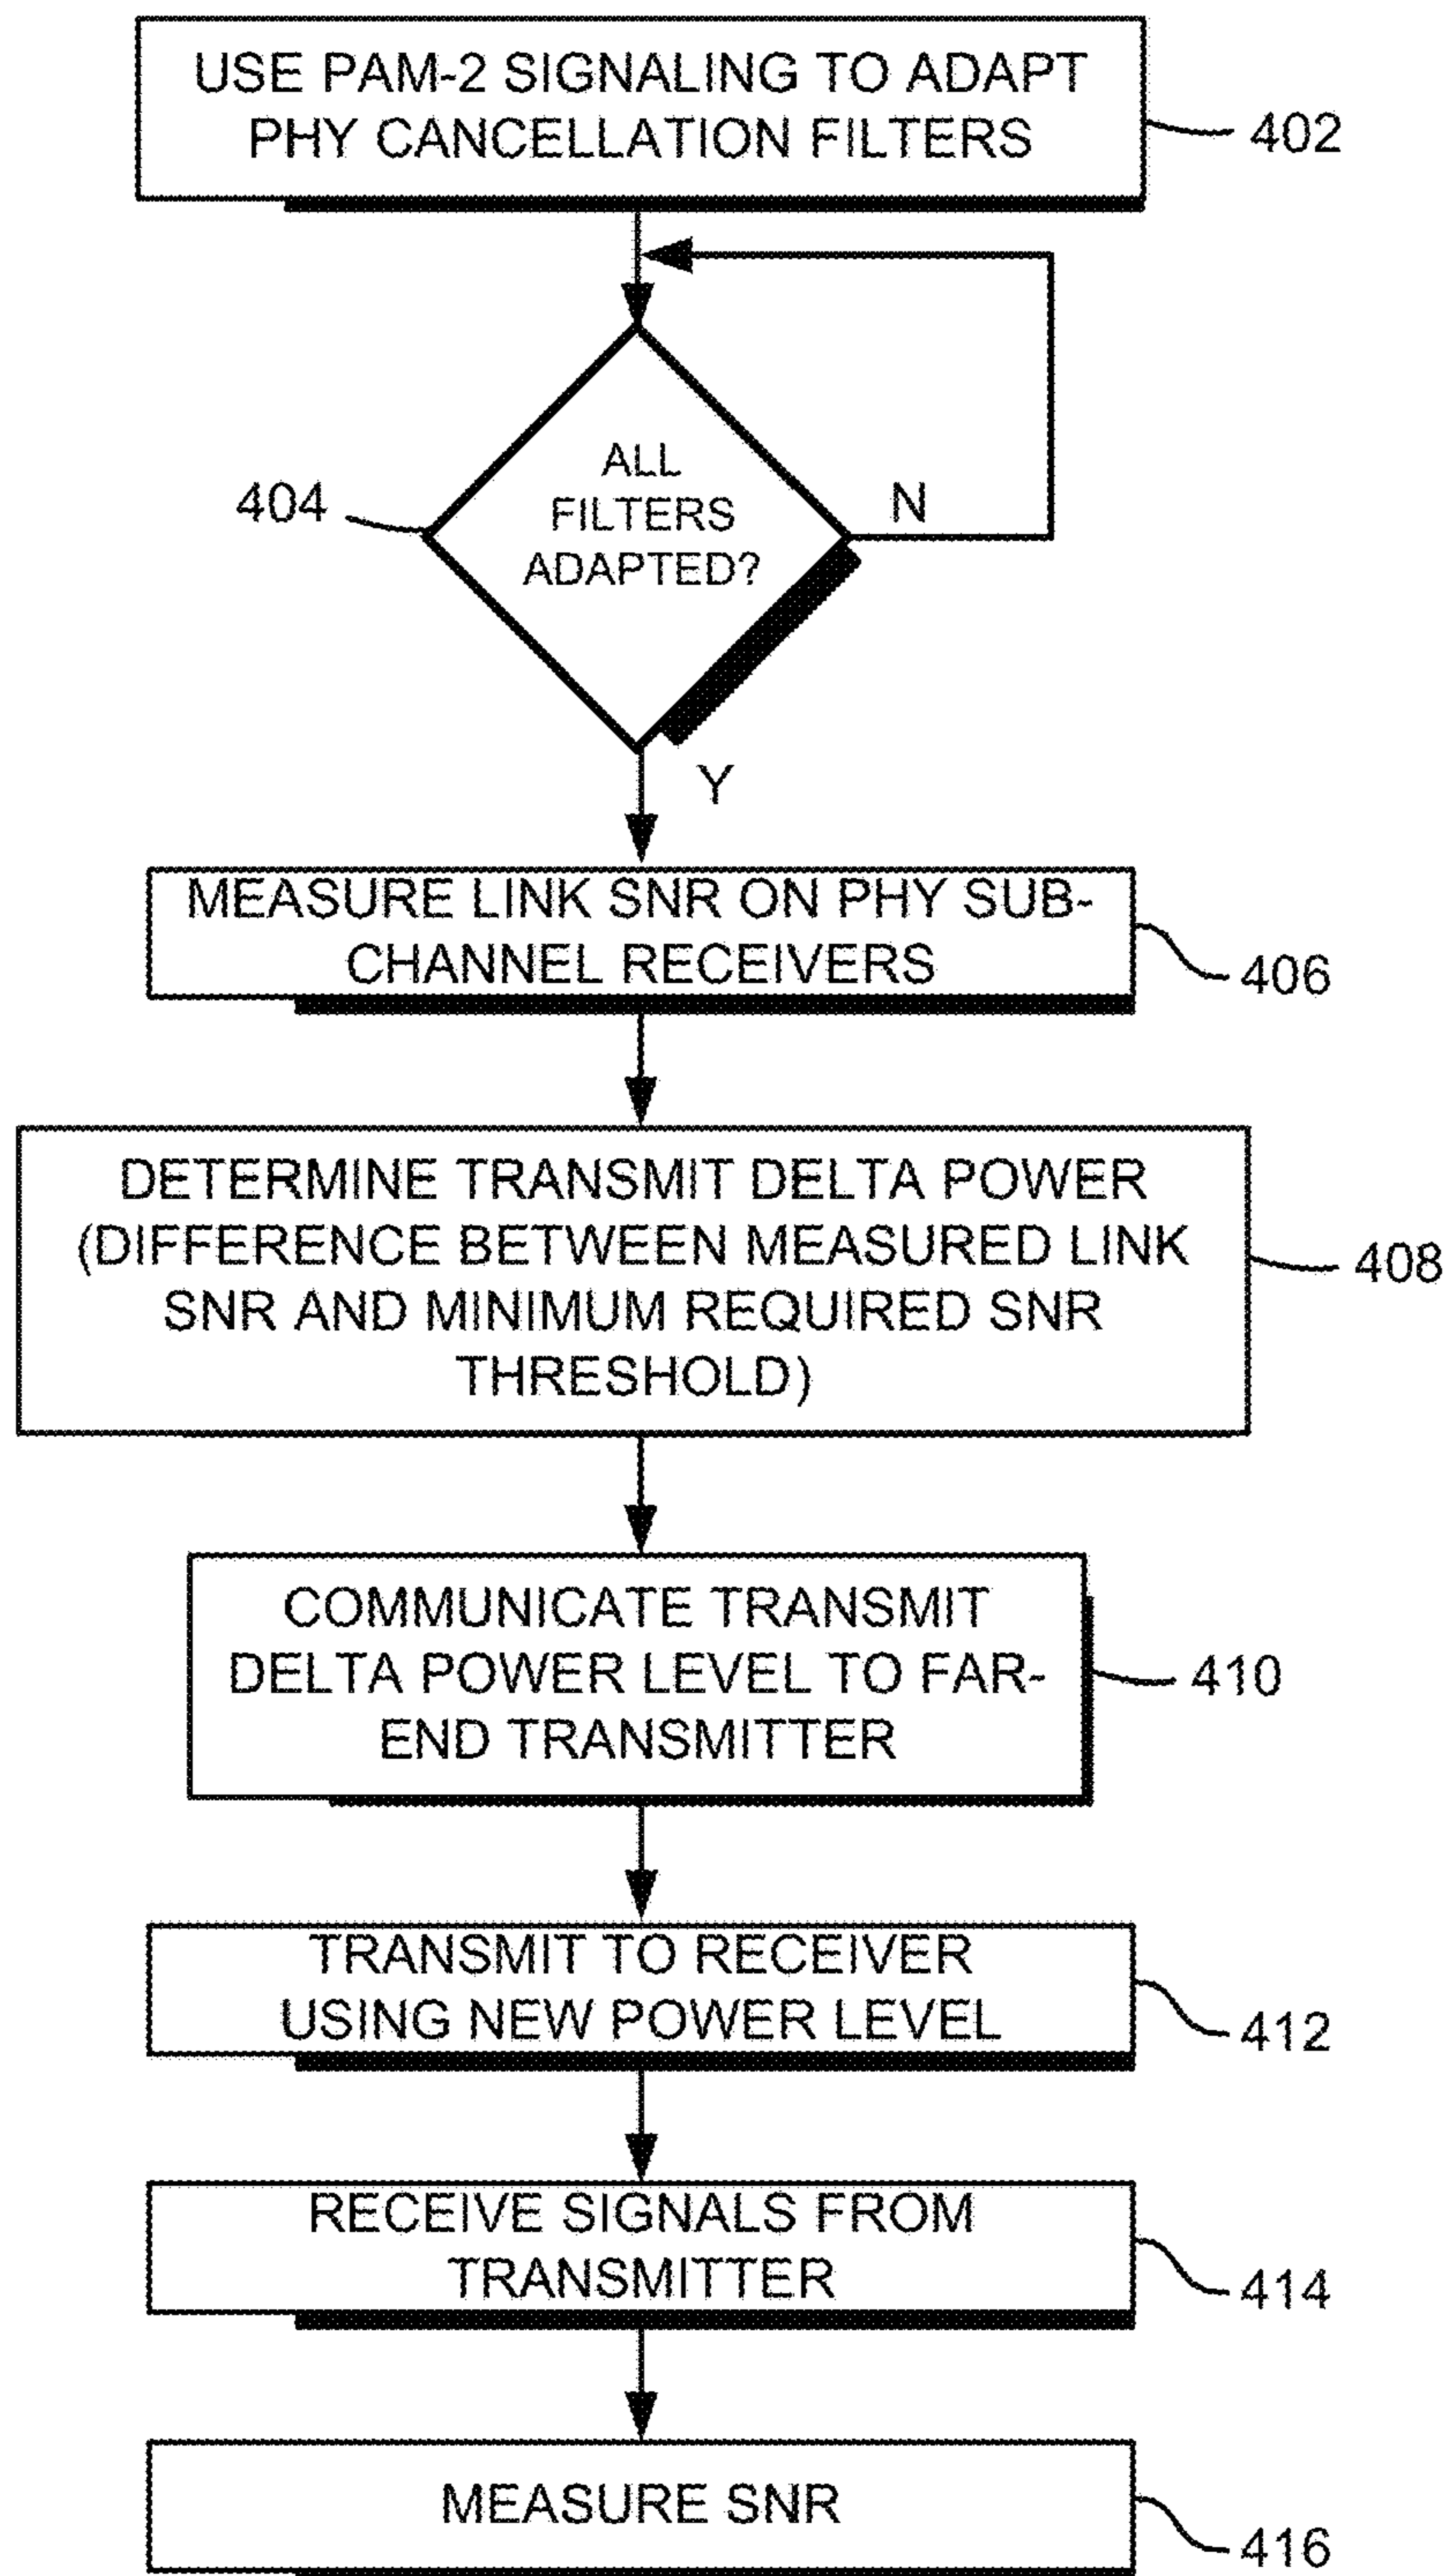 USE PAM-2 SIGNALING TO ADAPT
PHY CANCELLATION FILTERS
402
ALL
FILTERS
ADAPTED?
404
N
Y
MEASURE LINK SNR ON PHY SUB-
CHANNEL RECEIVERS
406
DETERMINE TRANSMIT DELTA POWER
(DIFFERENCE BETWEEN MEASURED LINK
SNR AND MINIMUM REQUIRED SNR
THRESHOLD)
408
COMMUNICATE TRANSMIT
DELTA POWER LEVEL TO FAR-
END TRANSMITTER
410
TRANSMIT TO RECEIVER
USING NEW POWER LEVEL
412
RECEIVE SIGNALS FROM
TRANSMITTER
414
MEASURE SNR
416